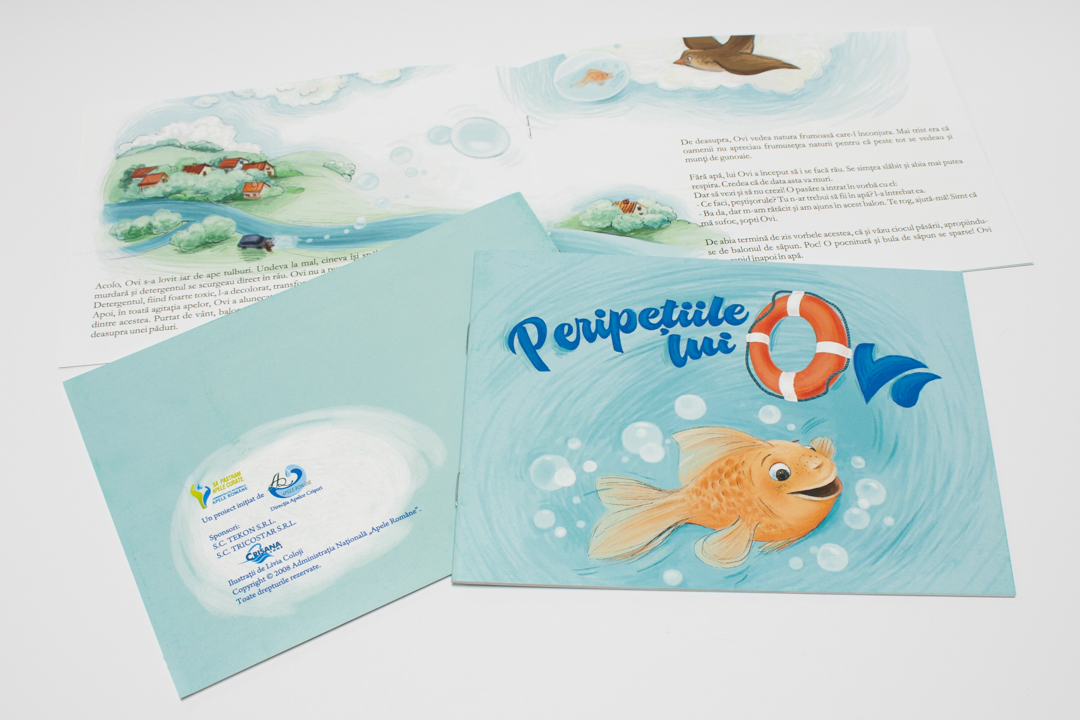 Acolo, Ovi s-a lovit iar de ape tulburi. Undeva la mal, cineva își
murdară și detergentul se scurgeau direct în râu. Ovi nu a
Detergentul, fiind foarte toxic, l-a decolorat,
Apoi, în toată agitația apelor, Ovi a
dintre acestea. Purtat de vânt,
deasupra unei păduri.
De deasupra, Ovi vedea natura frumoasă care-l înconjura. Mai trist era că
oamenii nu apreciau frumusețea naturii pentru că peste tot se vedeau și
munți de gunoaie.
Fără apă, lui Ovi a început să i se facă rău. Se simțea slăbit și abia mai putea
respira. Credea că de data asta va muri.
Dar să vezi și să nu crezi! O pasăre a intrat în vorbă cu el:
- Ce faci, peștișorule? Tu n-ar trebui să fii în apă? l-a întrebat ea.
- Ba da, dar m-am rătăcit și am ajuns în acest balon. Te rog, ajută-mă! Simt că
mă sufoc, șopti Ovi.
De abia termină de zis vorbele acestea, că și văzu ciocul păsării, apropiindu-
se de balonul de săpun. Poc! O pocnitură și bula de săpun se sparse! Ovi
înapoi în apă.
Peripețiile
lui Ovi
SĂ PĂSTRĂM
APELE CURATE
APELE ROMÂNE
Un proiect inițiat de
APELE ROMÂNE
Direcția Apelor Crișuri
Sponsori:
S.C. TEKON S.R.L.
S.C. TRICOSTAR S.R.L.
CRIȘANA
Ilustrații de Livia Coloji
Copyright © 2008 Administrația Națională „Apele Române".
Toate drepturile rezervate.